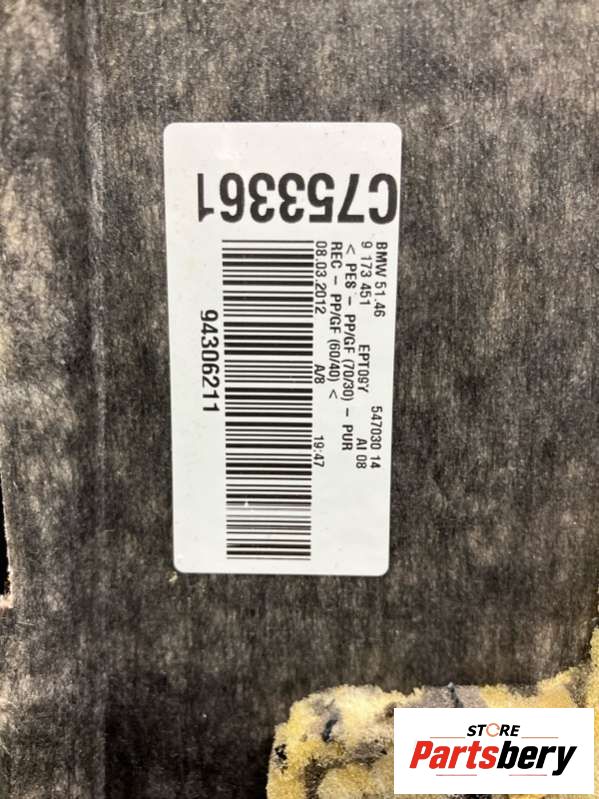 C753361
BMW 51.46 547030 14
9 173 451 EPT09Y AI 08
< PES - PP/GF (70/30) - PUR
REC - PP/GF (60/40) <
08.03.2012 A/8 19:47
94306211
STORE
Partsbery